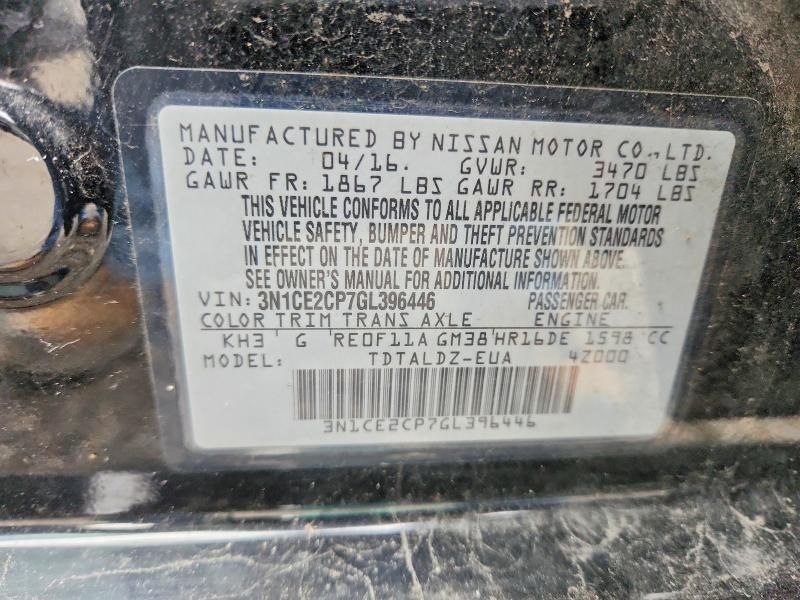 MANUFACTURED BY NISSAN MOTOR CO., LTD.
DATE: 04/16. GVWR: 3470 LBS
GAWR FR: 1867 LBS GAWR RR: 1704 LBS
THIS VEHICLE CONFORMS TO ALL APPLICABLE FEDERAL MOTOR
VEHICLE SAFETY, BUMPER AND THEFT PREVENTION STANDARDS
IN EFFECT ON THE DATE OF MANUFACTURE SHOWN ABOVE.
SEE OWNER'S MANUAL FOR ADDITIONAL INFORMATION.
VIN: 3N1CE2CP7GL396446 PASSENGER CAR.
COLOR TRIM TRANS AXLE ENGINE
KH3 G RE0F11A GM38 HR16DE 1598 CC
MODEL: TDTALDZ-EUA 4Z000
3N1CE2CP7GL396446